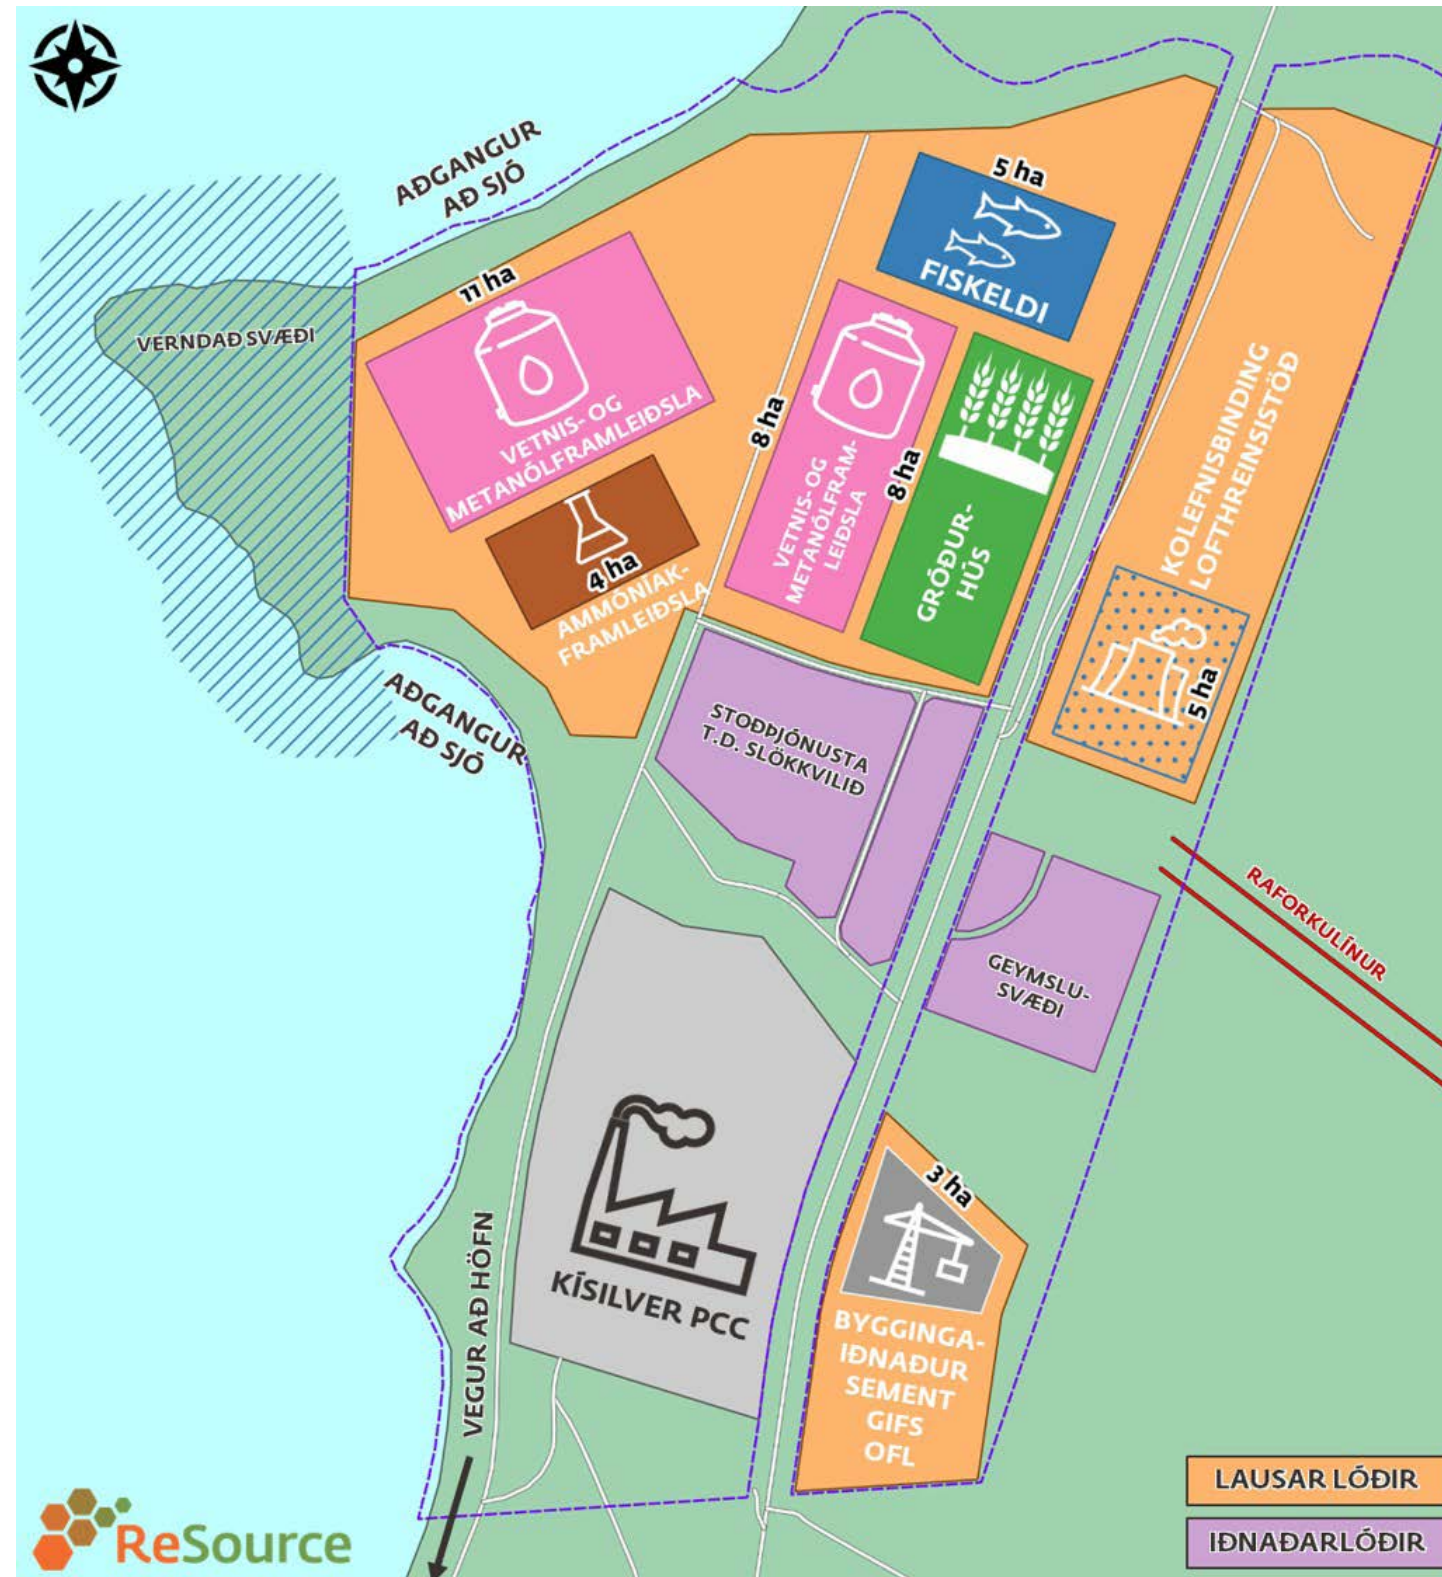 AÐGANGUR
AÐ SJÓ
5 ha
FISKELDI
11 ha
VERNDAÐ SVÆÐI
VETNIS- OG
METANÓLFRAMLEIÐSLA
8 ha
VETNIS- OG
METANÓLFRAM-
LEIÐSLA
8 ha
GRÓÐUR-
HÚS
KOLEFNISBINDING
LOFTHREINSISTÖÐ
5 ha
4 ha
AMMÓNÍAK-
FRAMLEIÐSLA
AÐGANGUR
AÐ SJÓ
STOÐÞJÓNUSTA
T.D. SLÖKKVILIÐ
RAFORKULÍNUR
GEYMSLU-
SVÆÐI
KÍSILVER PCC
VEGUR AÐ HÖFN
3 ha
BYGGINGA-
IÐNAÐUR
SEMENT
GIFS
OFL
LAUSAR LÓÐIR
IÐNAÐARLÓÐIR
ReSource